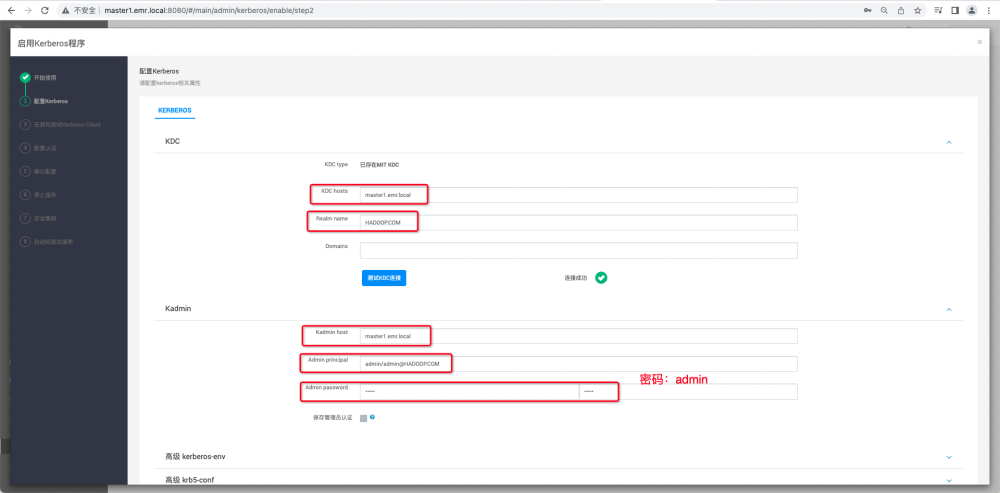 不安全 | master1.emr.local:8080/#/main/admin/kerberos/enable/step2
启用Kerberos程序
×
开始使用
2 配置Kerberos
3 安装和测试Kerberos Client
4 配置认证
5 确认配置
6 停止服务
7 安全集群
8 启动和测试服务
配置Kerberos
请配置kerberos相关属性
KERBEROS
KDC
KDC type 已存在MIT KDC
KDC hosts master1.emr.local
Realm name HADOOP.COM
Domains
测试KDC连接 连接成功
Kadmin
Kadmin host master1.emr.local
Admin principal admin/admin@HADOOP.COM
Admin password ••••• •••••
密码：admin
保存管理员认证
高级 kerberos-env
高级 krb5-conf